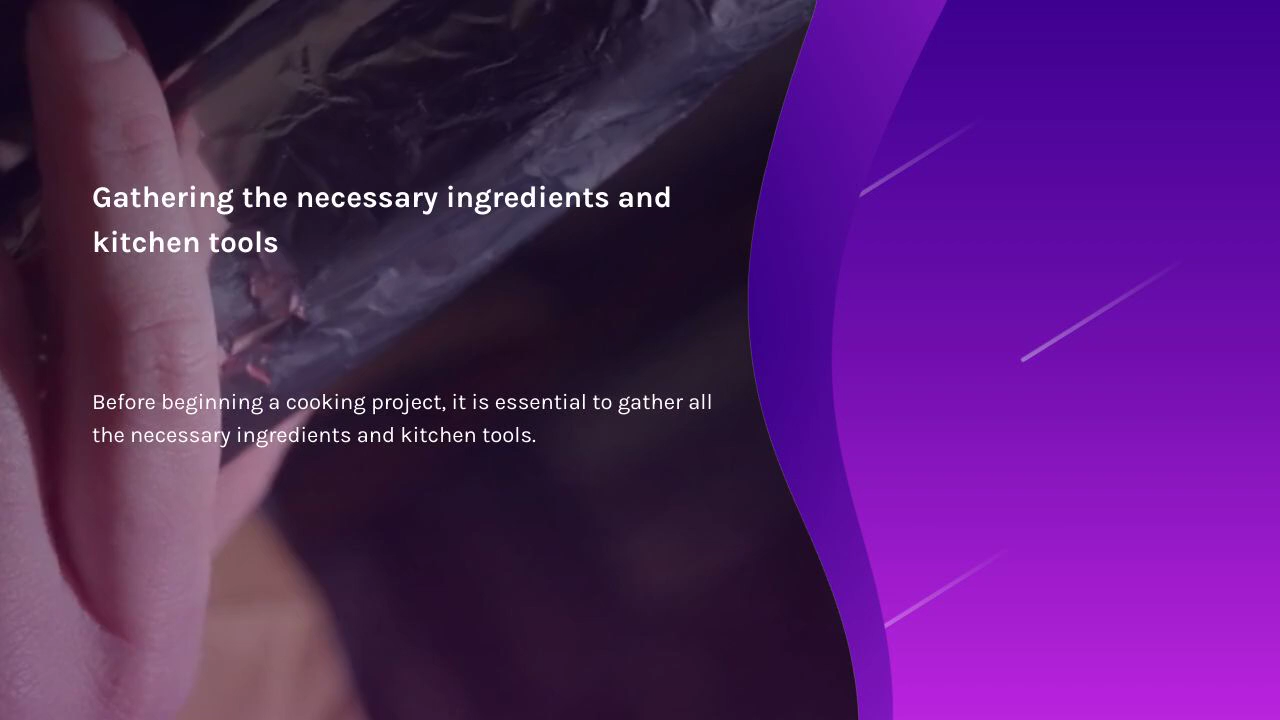 Gathering the necessary ingredients and
kitchen tools
Before beginning a cooking project, it is essential to gather all
the necessary ingredients and kitchen tools.